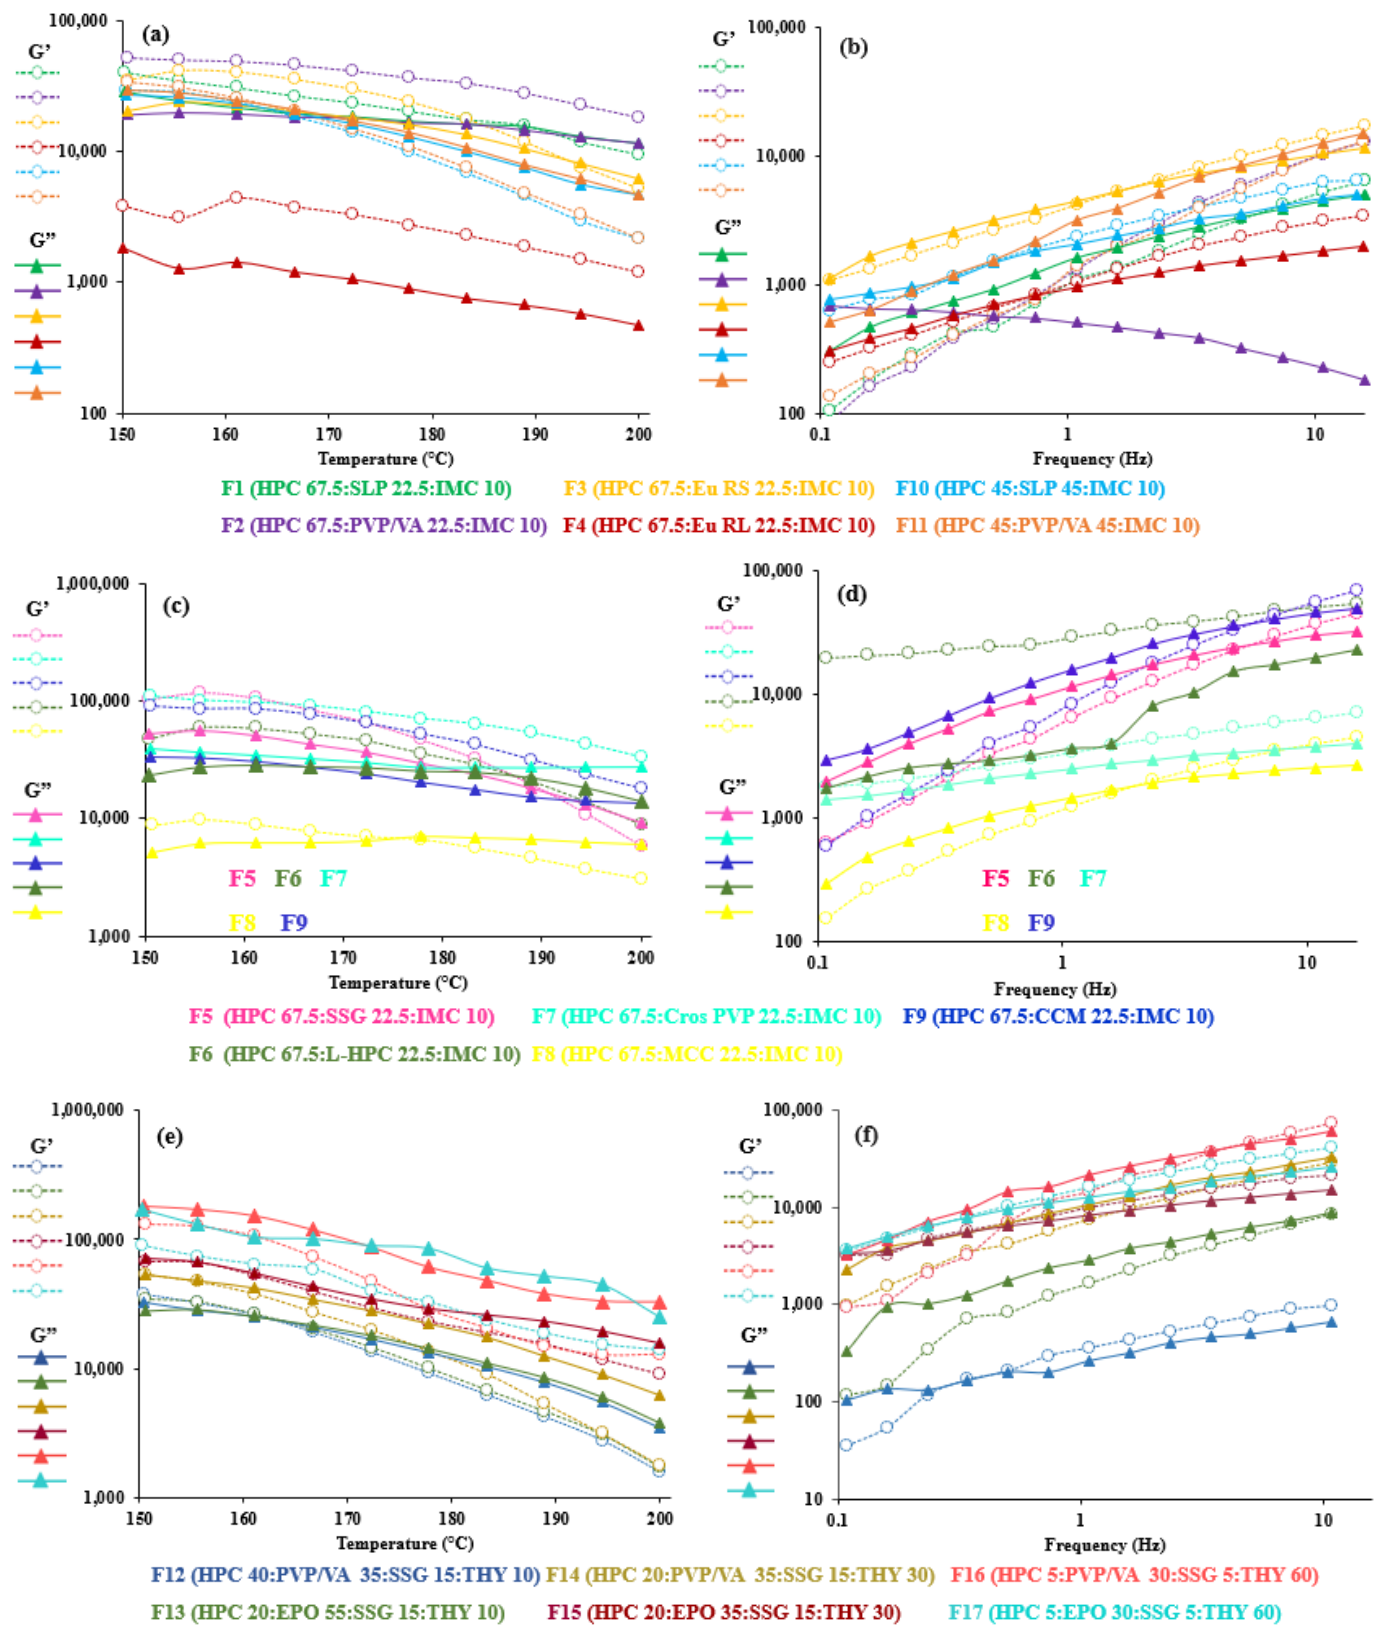 (a)
G’
G”
100,000
10,000
1,000
100
150 160 170 180 190 200
Temperature (°C)
(b)
G’
G”
100,000
10,000
1,000
100
0.1 1 10
Frequency (Hz)
F1 (HPC 67.5:SLP 22.5:IMC 10) F3 (HPC 67.5:Eu RS 22.5:IMC 10) F10 (HPC 45:SLP 45:IMC 10)
F2 (HPC 67.5:PVP/VA 22.5:IMC 10) F4 (HPC 67.5:Eu RL 22.5:IMC 10) F11 (HPC 45:PVP/VA 45:IMC 10)
(c)
G’
G”
1,000,000
100,000
10,000
1,000
F5 F6 F7
F8 F9
150 160 170 180 190 200
Temperature (°C)
(d)
G’
G”
100,000
10,000
1,000
100
F5 F6 F7
F8 F9
0.1 1 10
Frequency (Hz)
F5 (HPC 67.5:SSG 22.5:IMC 10) F7 (HPC 67.5:Cros PVP 22.5:IMC 10) F9 (HPC 67.5:CCM 22.5:IMC 10)
F6 (HPC 67.5:L-HPC 22.5:IMC 10) F8 (HPC 67.5:MCC 22.5:IMC 10)
(e)
G’
G”
1,000,000
100,000
10,000
1,000
150 160 170 180 190 200
Temperature (°C)
(f)
G’
G”
100,000
10,000
1,000
100
10
0.1 1 10
Frequency (Hz)
F12 (HPC 40:PVP/VA 35:SSG 15:THY 10) F14 (HPC 20:PVP/VA 35:SSG 15:THY 30) F16 (HPC 5:PVP/VA 30:SSG 5:THY 60)
F13 (HPC 20:EPO 55:SSG 15:THY 10) F15 (HPC 20:EPO 35:SSG 15:THY 30) F17 (HPC 5:EPO 30:SSG 5:THY 60)